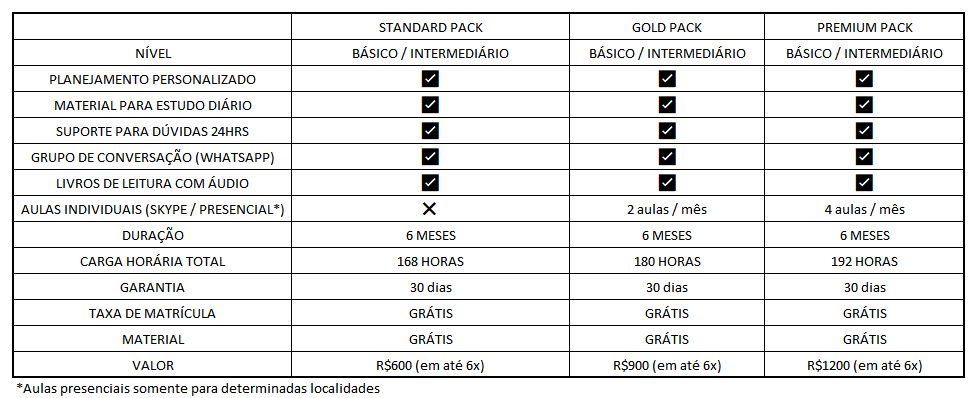 STANDARD PACK GOLD PACK PREMIUM PACK
NÍVEL BÁSICO / INTERMEDIÁRIO BÁSICO / INTERMEDIÁRIO BÁSICO / INTERMEDIÁRIO
PLANEJAMENTO PERSONALIZADO
MATERIAL PARA ESTUDO DIÁRIO
SUPORTE PARA DÚVIDAS 24HRS
GRUPO DE CONVERSAÇÃO (WHATSAPP)
LIVROS DE LEITURA COM ÁUDIO
AULAS INDIVIDUAIS (SKYPE / PRESENCIAL*) 2 aulas / mês 4 aulas / mês
DURAÇÃO 6 MESES 6 MESES 6 MESES
CARGA HORÁRIA TOTAL 168 HORAS 180 HORAS 192 HORAS
GARANTIA 30 dias 30 dias 30 dias
TAXA DE MATRÍCULA GRÁTIS GRÁTIS GRÁTIS
MATERIAL GRÁTIS GRÁTIS GRÁTIS
VALOR R$600 (em até 6x) R$900 (em até 6x) R$1200 (em até 6x)
*Aulas presenciais somente para determinadas localidades